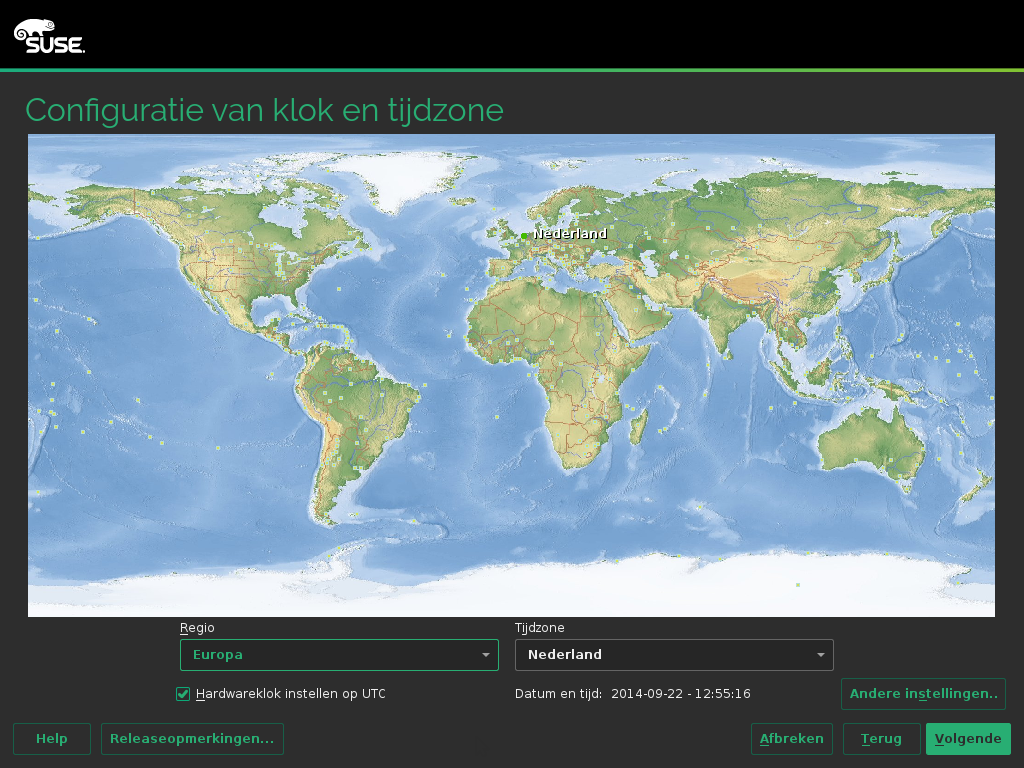 SUSE.
Configuratie van klok en tijdzone
Nederland
Regio
Tijdzone
Europa
Nederland
Hardwareklok instellen op UTC
Datum en tijd: 2014-09-22 - 12:55:16
Andere instellingen..
Help
Releaseopmerkingen...
Afbreken
Terug
Volgende